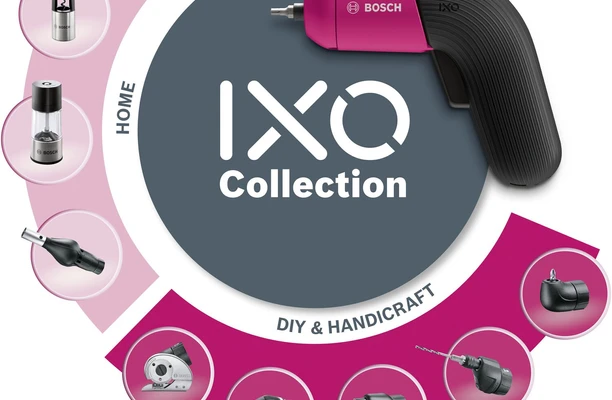 BOSCH
IXO
HOME
IXO
Collection
DIY & HANDICRAFT